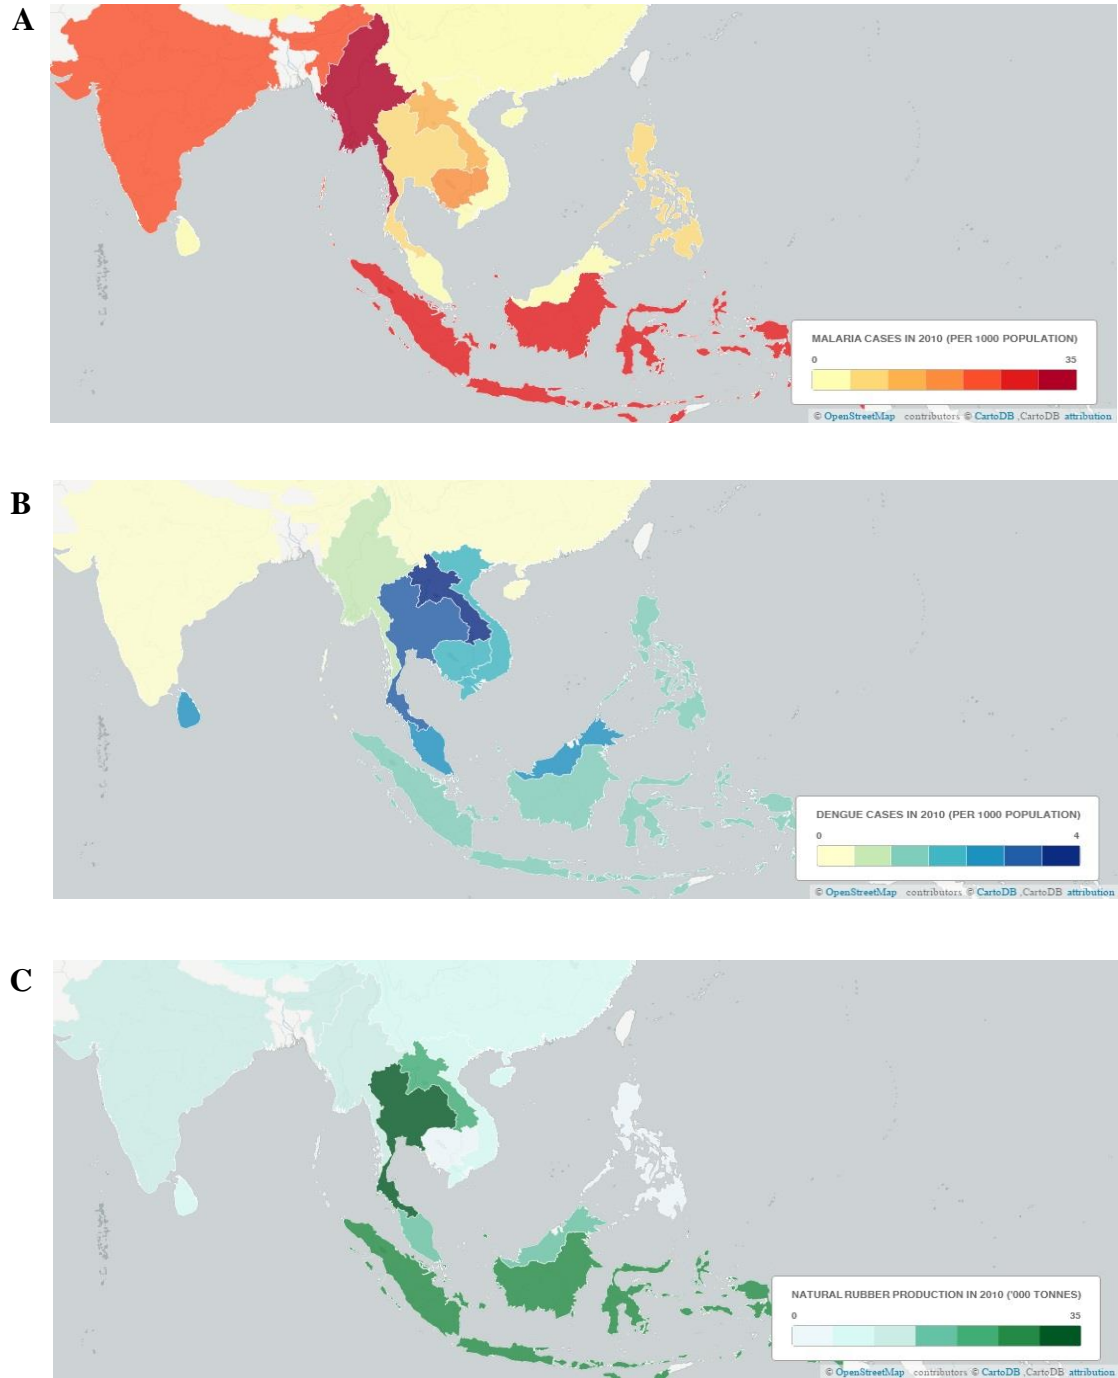 A
MALARIA CASES IN 2010 (PER 1000 POPULATION)
0 35
© OpenStreetMap contributors © CartoDB ,CartoDB attribution
B
DENGUE CASES IN 2010 (PER 1000 POPULATION)
0 4
© OpenStreetMap contributors © CartoDB ,CartoDB attribution
C
NATURAL RUBBER PRODUCTION IN 2010 ('000 TONNES)
0 35
© OpenStreetMap contributors © CartoDB ,CartoDB attribution